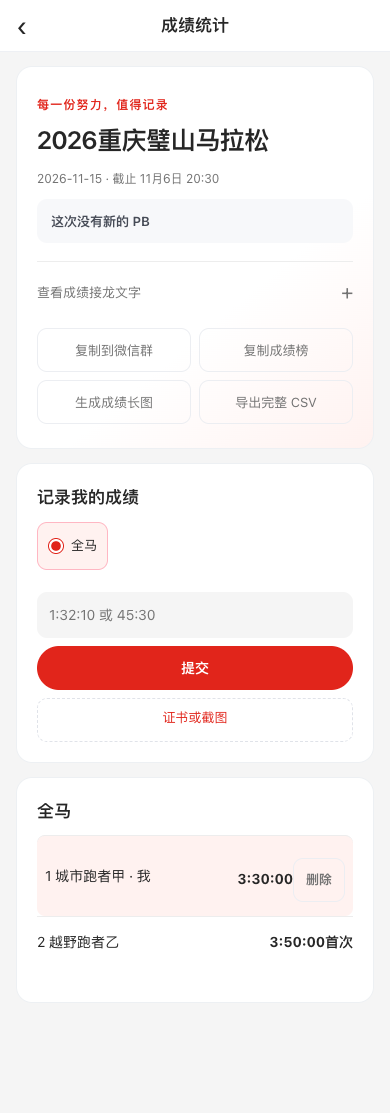 ‹ 成绩统计
每一份努力，值得记录
2026重庆璧山马拉松
2026-11-15 · 截止 11月6日 20:30
这次没有新的 PB
查看成绩接龙文字 +
复制到微信群 复制成绩榜
生成成绩长图 导出完整 CSV
记录我的成绩
全马
1:32:10 或 45:30
提交
证书或截图
全马
1 城市跑者甲 · 我 3:30:00 删除
2 越野跑者乙 3:50:00首次